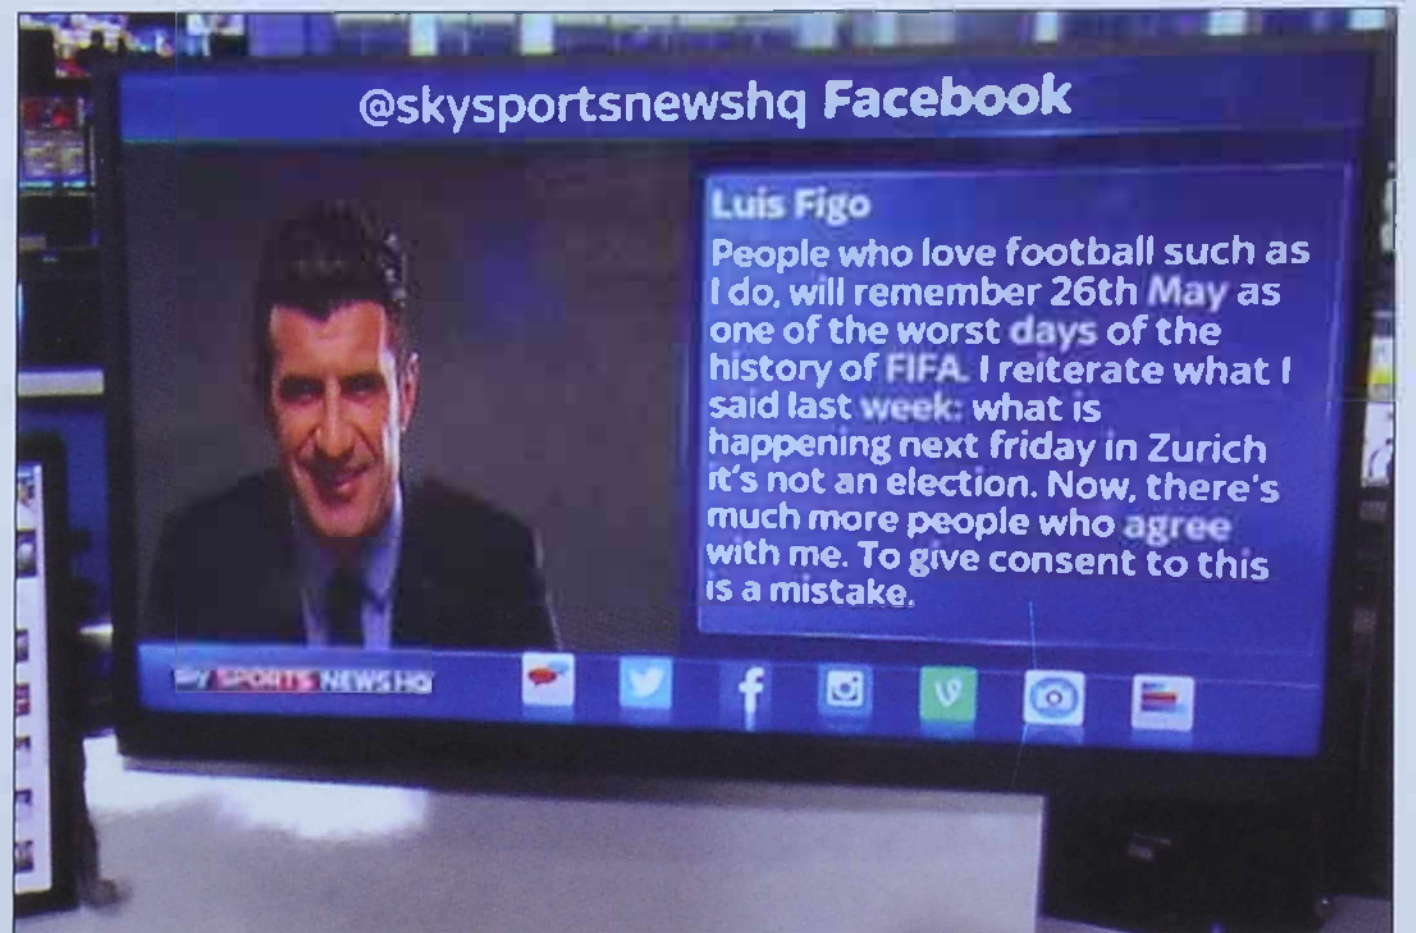 @skysportsnewshq Facebook
Luis Figo
People who love football such as
I do, will remember 26th May as
one of the worst days of the
history of FIFA. I reiterate what I
said last week: what is
happening next friday in Zurich
it's not an election. Now, there's
much more people who agree
with me. To give consent to this
is a mistake.
sky SPORTS NEWS HQ